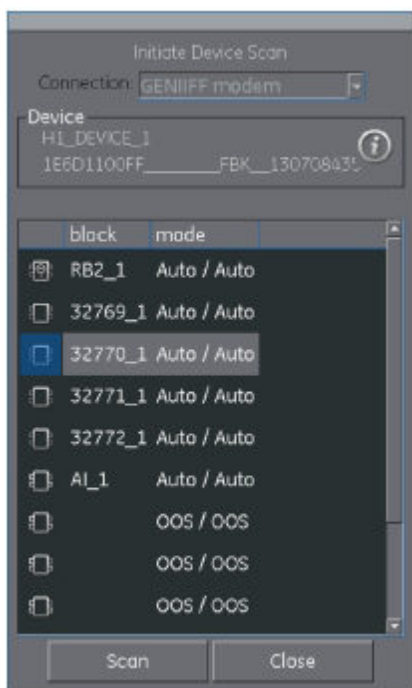 Initiate Device Scan
Connection: GENIIFF modem
Device
H1_DEVICE_1
1E6D1100FF________FBK__130708435
block mode
RB2_1 Auto / Auto
32769_1 Auto / Auto
32770_1 Auto / Auto
32771_1 Auto / Auto
32772_1 Auto / Auto
AI_1 Auto / Auto
OOS / OOS
OOS / OOS
OOS / OOS
Scan Close